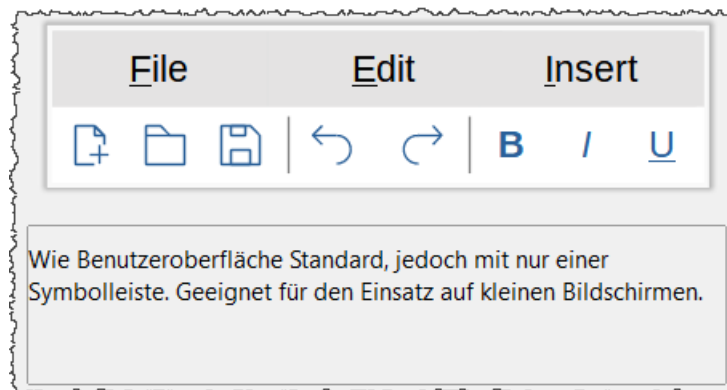 File Edit Insert
B I U
Wie Benutzeroberfläche Standard, jedoch mit nur einer
Symbolleiste. Geeignet für den Einsatz auf kleinen Bildschirmen.